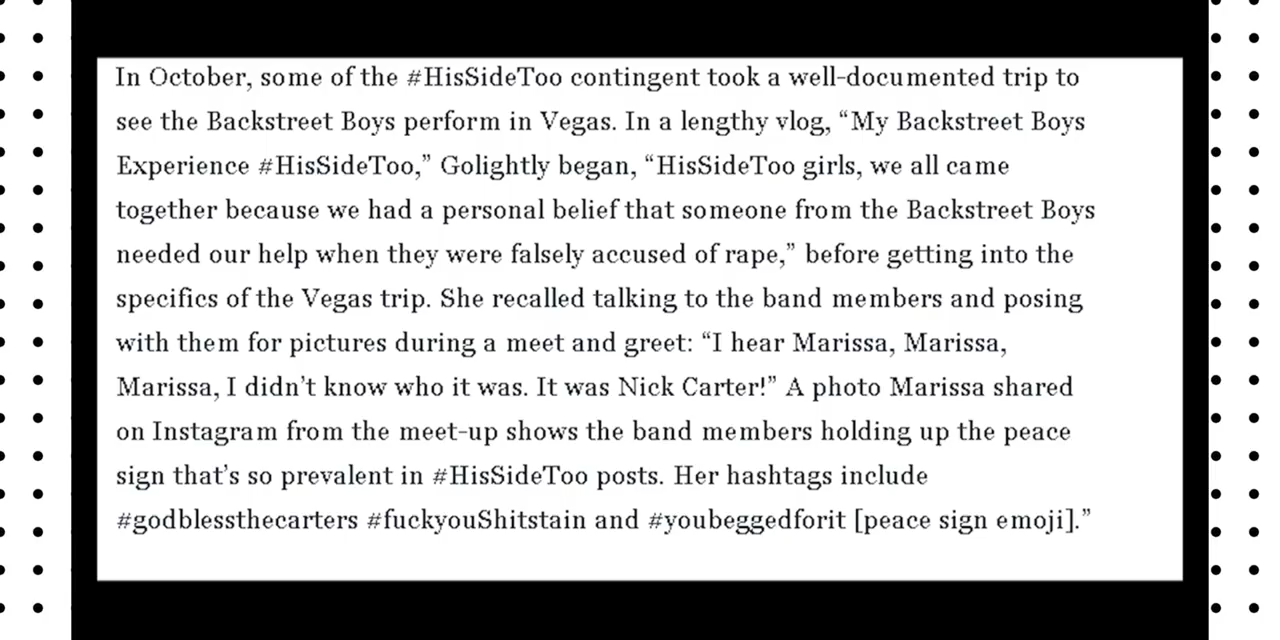 In October, some of the #HisSideToo contingent took a well-documented trip to
see the Backstreet Boys perform in Vegas. In a lengthy vlog, “My Backstreet Boys
Experience #HisSideToo,” Golightly began, “HisSideToo girls, we all came
together because we had a personal belief that someone from the Backstreet Boys
needed our help when they were falsely accused of rape,” before getting into the
specifics of the Vegas trip. She recalled talking to the band members and posing
with them for pictures during a meet and greet: “I hear Marissa, Marissa,
Marissa, I didn’t know who it was. It was Nick Carter!” A photo Marissa shared
on Instagram from the meet-up shows the band members holding up the peace
sign that’s so prevalent in #HisSideToo posts. Her hashtags include
#godblessthecarters #fuckyouShitstain and #youbeggedforit [peace sign emoji].”